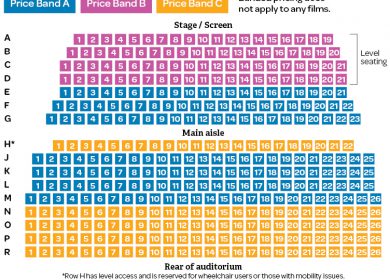 Price Band A Price Band B Price Band C
not apply to any films.
Stage / Screen
A 1 2 3 4 5 6 7 8 9 10 11 12 13 14 15 16 17 18 19
B 1 2 3 4 5 6 7 8 9 10 11 12 13 14 15 16 17 18 19 20
C 1 2 3 4 5 6 7 8 9 10 11 12 13 14 15 16 17 18 19 20 21
D 1 2 3 4 5 6 7 8 9 10 11 12 13 14 15 16 17 18 19 20 21
Level
seating
E 1 2 3 4 5 6 7 8 9 10 11 12 13 14 15 16 17 18 19 20 21
F 1 2 3 4 5 6 7 8 9 10 11 12 13 14 15 16 17 18 19 20 21 22
G 1 2 3 4 5 6 7 8 9 10 11 12 13 14 15 16 17 18 19 20 21 22 23
Main aisle
H* 1 2 3 4 5 6 7 8 9 10 11 12 13 14 15 16 17 18 19 20 21 22
J 1 2 3 4 5 6 7 8 9 10 11 12 13 14 15 16 17 18 19 20 21 22 23 24 25
K 1 2 3 4 5 6 7 8 9 10 11 12 13 14 15 16 17 18 19 20 21 22 23 24 25
L 1 2 3 4 5 6 7 8 9 10 11 12 13 14 15 16 17 18 19 20 21 22 23 24 25
M 1 2 3 4 5 6 7 8 9 10 11 12 13 14 15 16 17 18 19 20 21 22 23 24 25 26
N 1 2 3 4 5 6 7 8 9 10 11 12 13 14 15 16 17 18 19 20 21 22 23 24 25 26
O 1 2 3 4 5 6 7 8 9 10 11 12 13 14 15 16 17 18 19 20 21 22 23 24 25 26
P 1 2 3 4 5 6 7 8 9 10 11 12 13 14 15 16 17 18 19 20 21 22 23 24 25 26
R 1 2 3 4 5 6 7 8 9 10 11 12 13 14 15 16 17 18 19 20 21 22 23 24 25 26
Rear of auditorium
*Row H has level access and is reserved for wheelchair users or those with mobility issues.